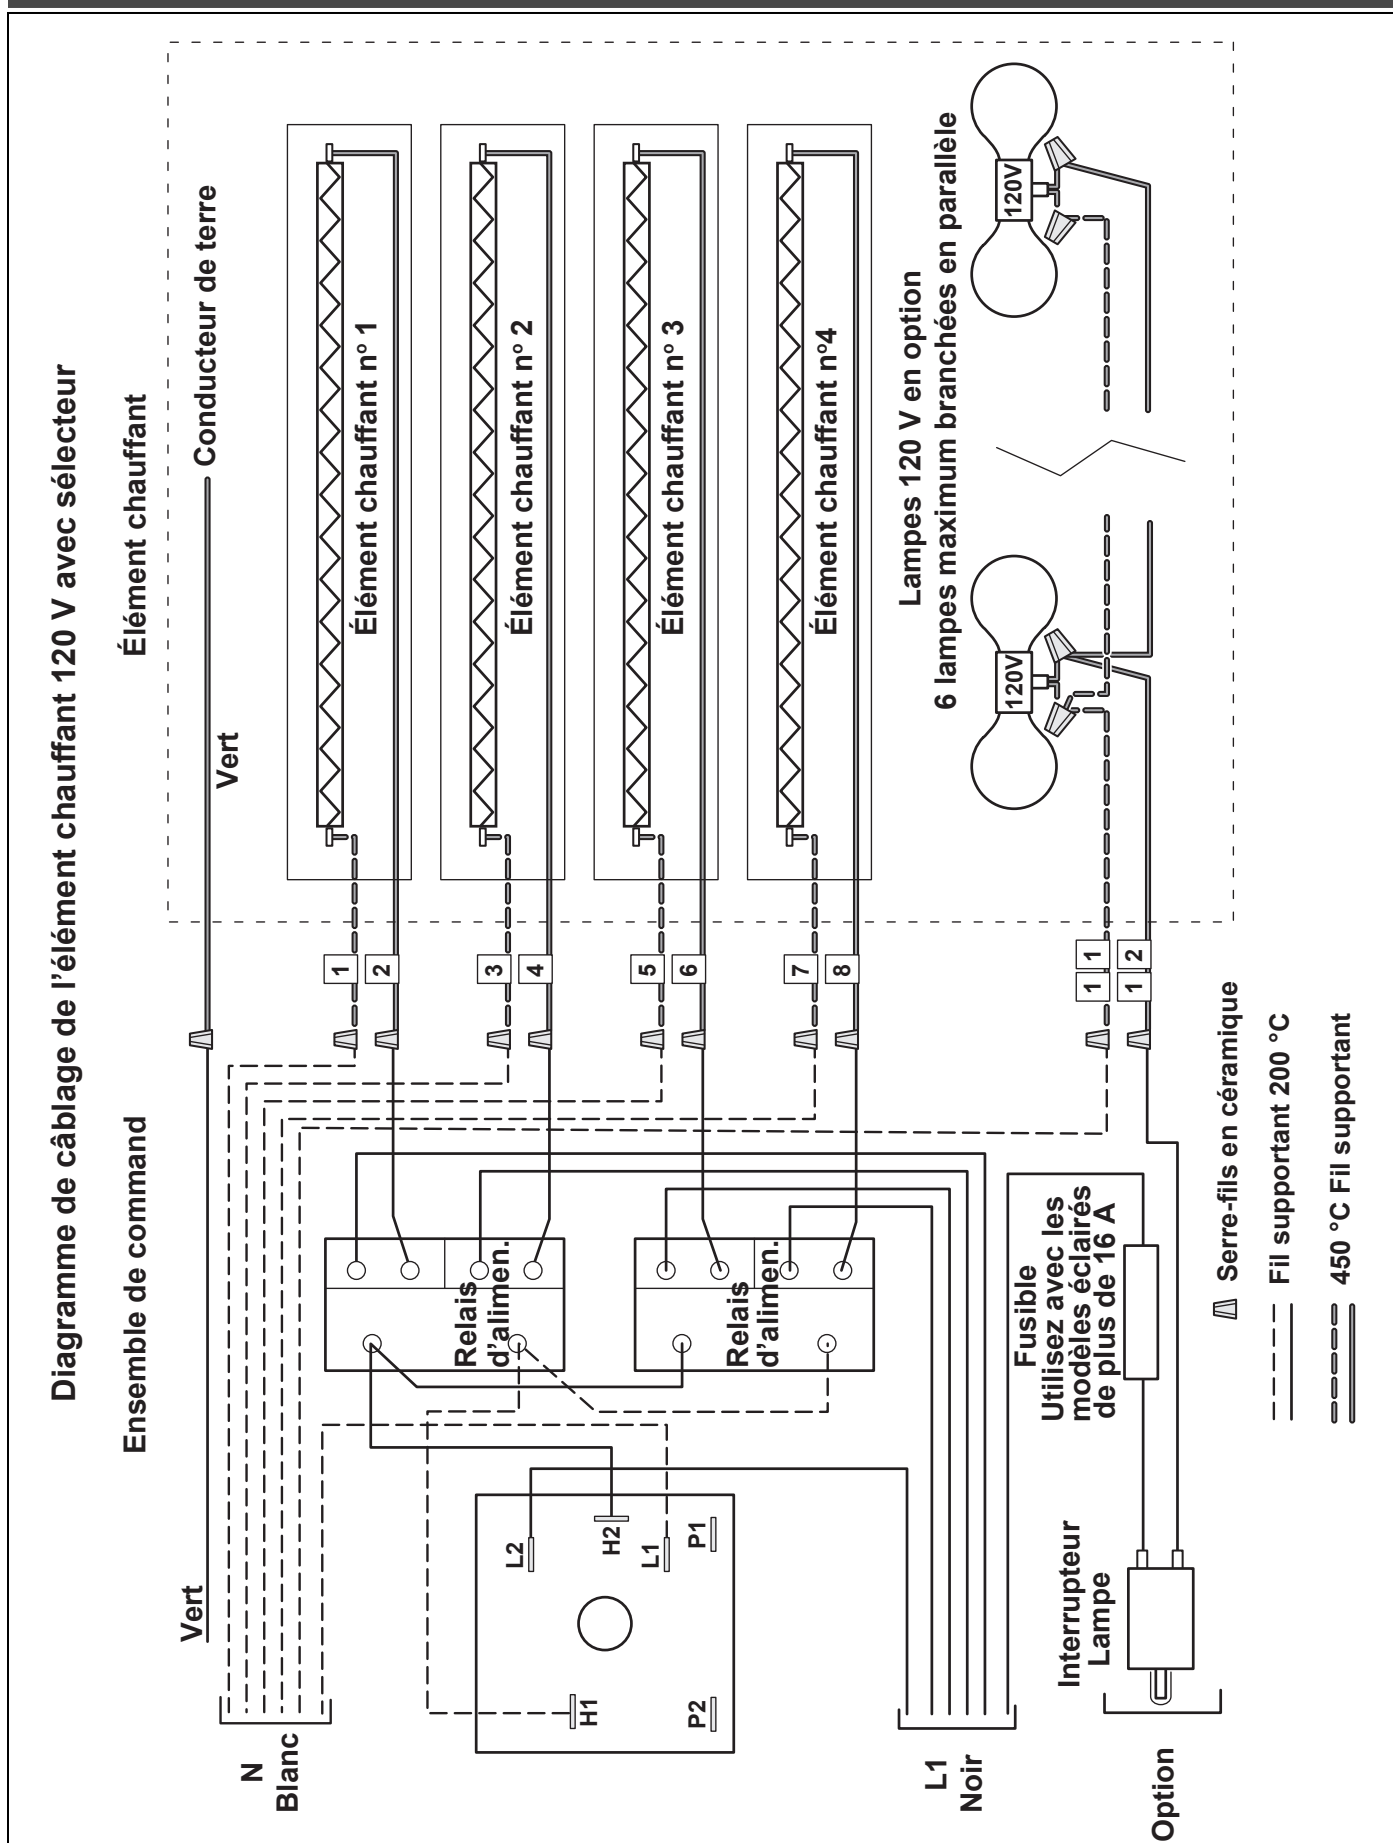 Diagramme de câblage de l'élément chauffant 120 V avec sélecteur
Ensemble de command
Élément chauffant
Vert
Vert
Conducteur de terre
N
Blanc
1
2
Élément chauffant nº 1
3
4
Élément chauffant nº 2
5
6
Élément chauffant nº 3
7
8
Élément chauffant nº4
Relais
d'alimen.
Relais
d'alimen.
L2
H2
L1
P1
H1
P2
Lampes 120 V en option
6 lampes maximum branchées en parallèle
120V
120V
1 1
1 2
L1
Noir
Fusible
Utilisez avec les
modèles éclairés
de plus de 16 A
Interrupteur
Lampe
Option
Serre-fils en céramique
Fil supportant 200 °C
450 °C Fil supportant